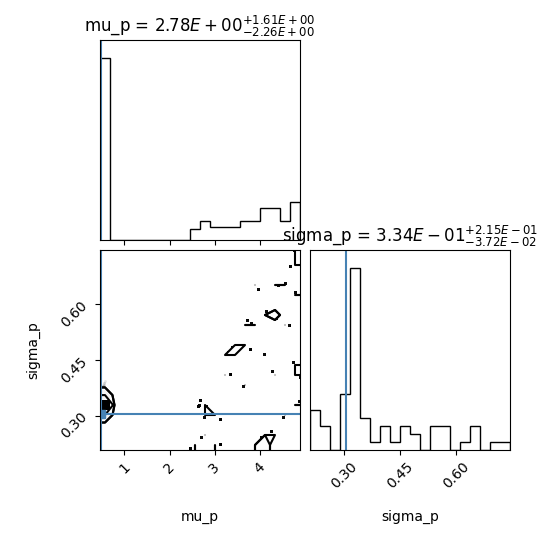 mu_p = 2.78E + 00+1.61E + 00 −2.26E + 00
sigma_p = 3.34E − 01+2.15E − 01 −3.72E − 02
sigma_p
0.60
0.45
0.30
1 2 3 4
0.30 0.45 0.60
mu_p
sigma_p